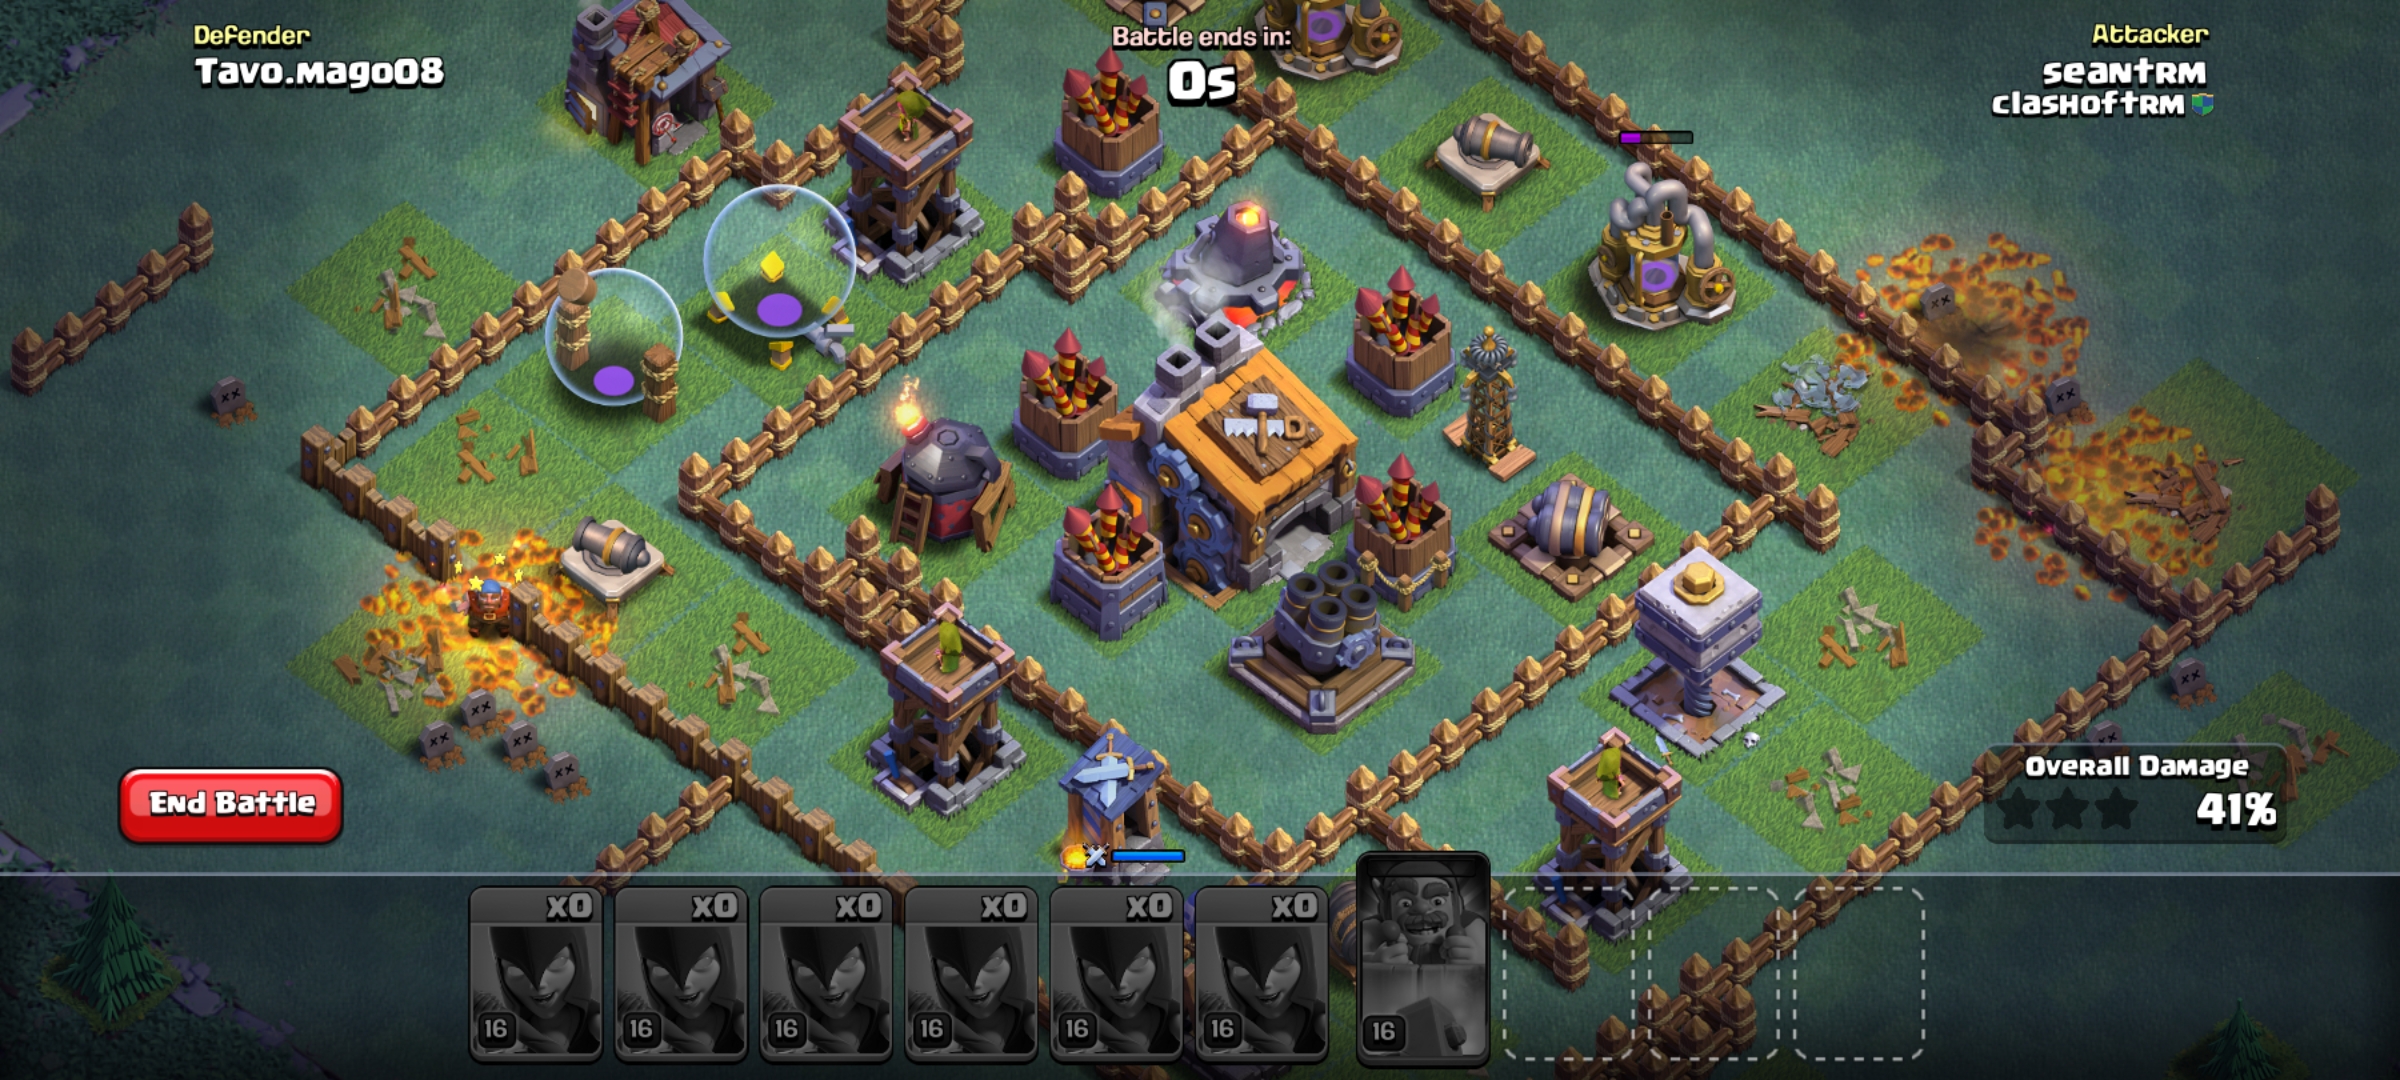 Defender
Tavo.mago08
Battle ends in:
0s
Attacker
seantRM
clashoftRM
End Battle
Overall Damage
41%
x0
x0
x0
x0
x0
x0
16
16
16
16
16
16
16